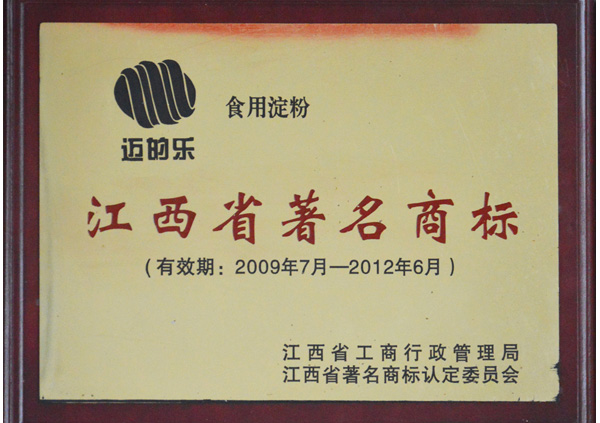 食用淀粉
迈的乐
江西省著名商标
(有效期：2009年7月—2012年6月)
江西省工商行政管理局
江西省著名商标认定委员会